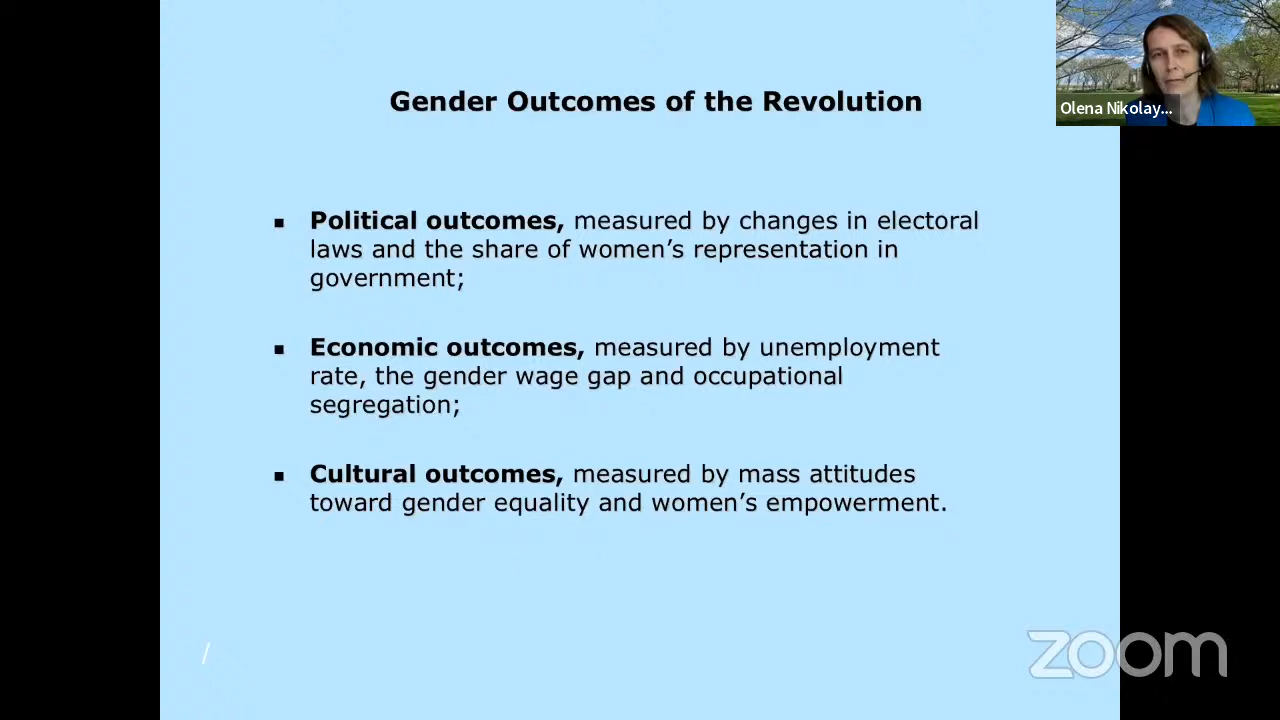 Gender Outcomes of the Revolution
Olena Nikolay...
▪ Political outcomes, measured by changes in electoral
laws and the share of women’s representation in
government;
▪ Economic outcomes, measured by unemployment
rate, the gender wage gap and occupational
segregation;
▪ Cultural outcomes, measured by mass attitudes
toward gender equality and women’s empowerment.
/
zoom